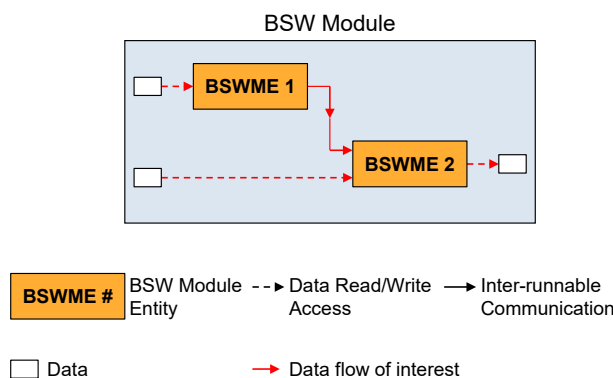 BSW Module
BSWME 1
BSWME 2
BSWME #
BSW Module
Entity
Data Read/Write
Access
Inter-runnable
Communication
Data
Data flow of interest